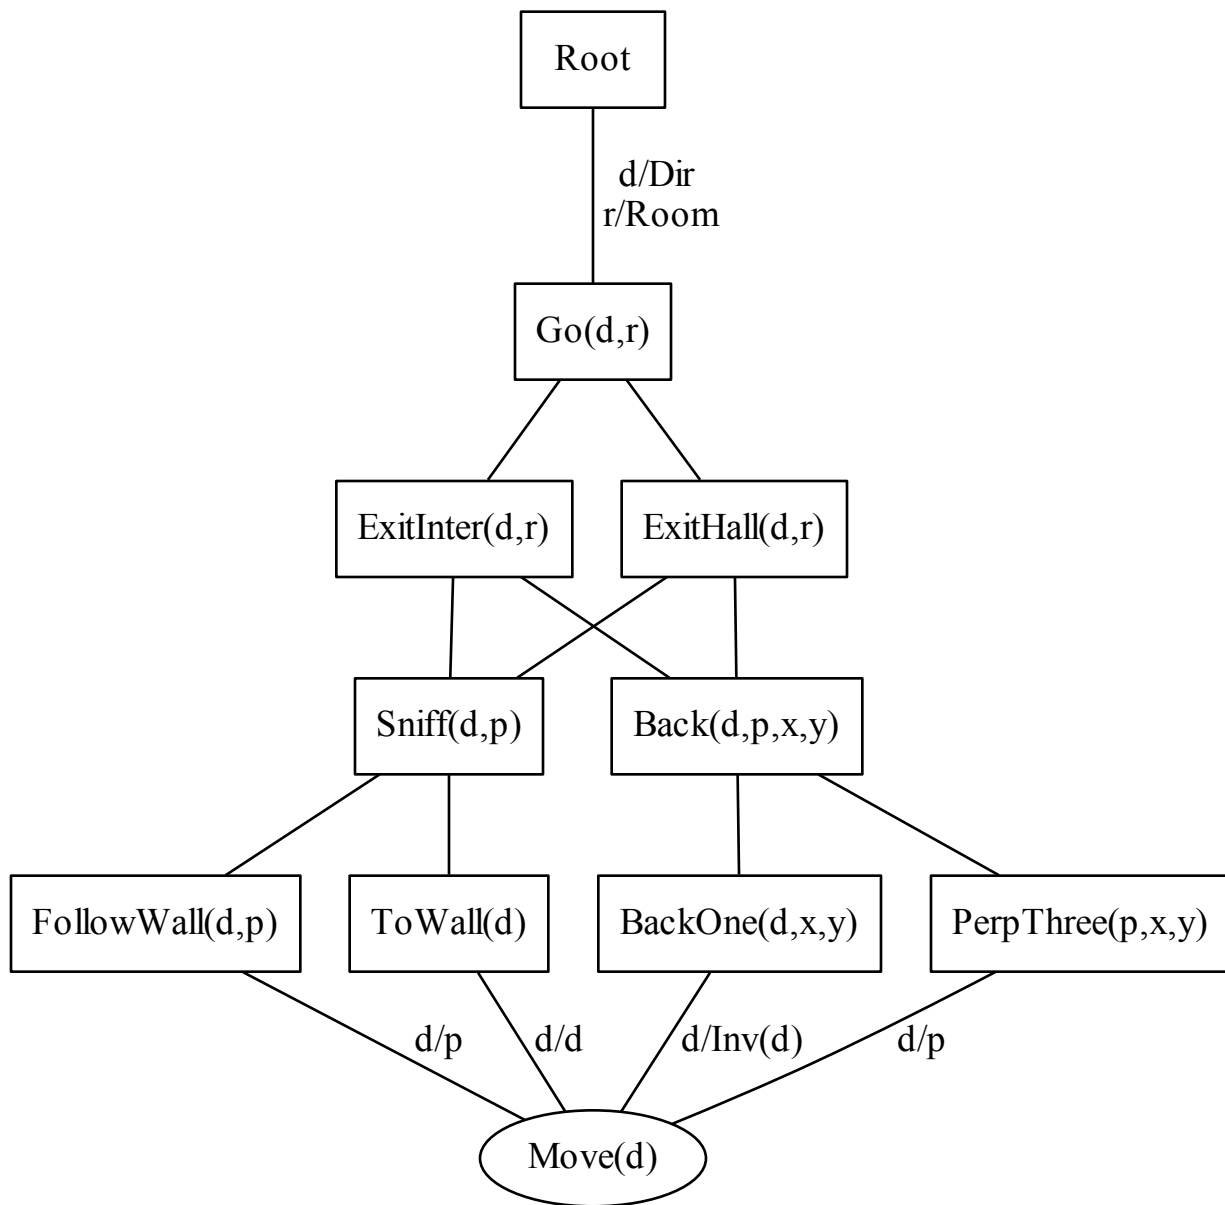 Root
d/Dir
r/Room
Go(d,r)
ExitInter(d,r)
ExitHall(d,r)
Sniff(d,p)
Back(d,p,x,y)
FollowWall(d,p)
ToWall(d)
BackOne(d,x,y)
PerpThree(p,x,y)
d/p
d/d
d/Inv(d)
d/p
Move(d)